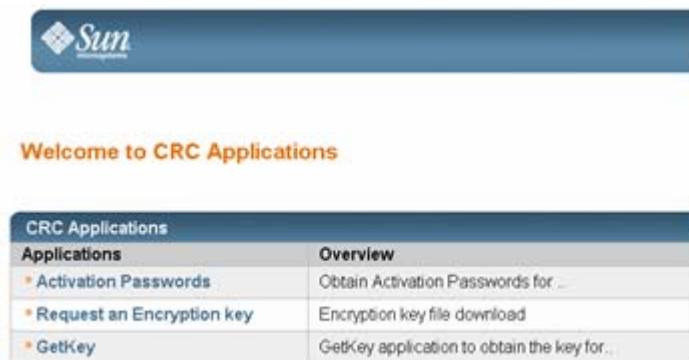 Sun
microsystems
Welcome to CRC Applications
CRC Applications
Applications Overview
Activation Passwords Obtain Activation Passwords for ..
Request an Encryption key Encryption key file download
GetKey GetKey application to obtain the key for...